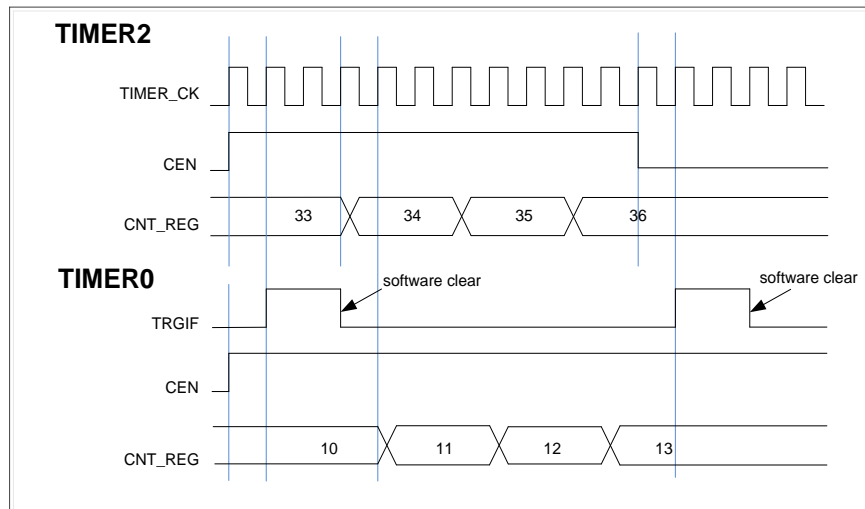 TIMER2
TIMER_CK
CEN
CNT_REG
33 34 35 36
TIMER0
software clear
software clear
TRGIF
CEN
CNT_REG
10 11 12 13